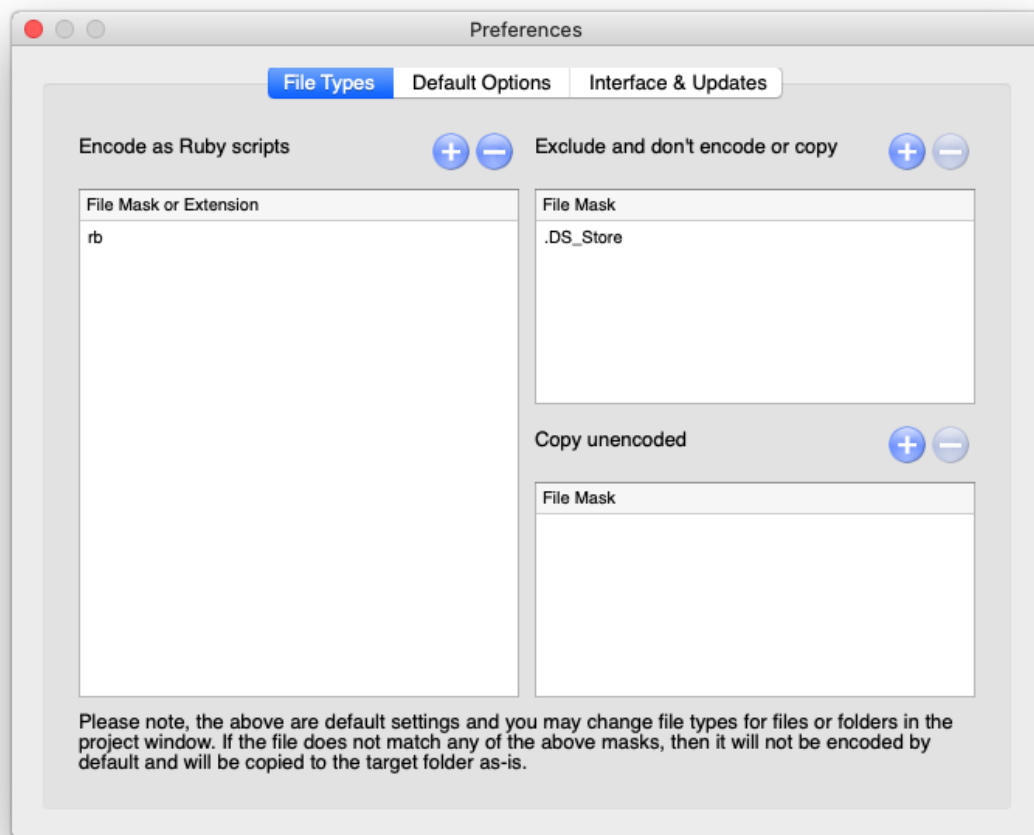 Preferences
File Types
Default Options
Interface & Updates
Encode as Ruby scripts
File Mask or Extension
rb
Exclude and don't encode or copy
File Mask
.DS_Store
Copy unencoded
File Mask
Please note, the above are default settings and you may change file types for files or folders in the
project window. If the file does not match any of the above masks, then it will not be encoded by
default and will be copied to the target folder as-is.